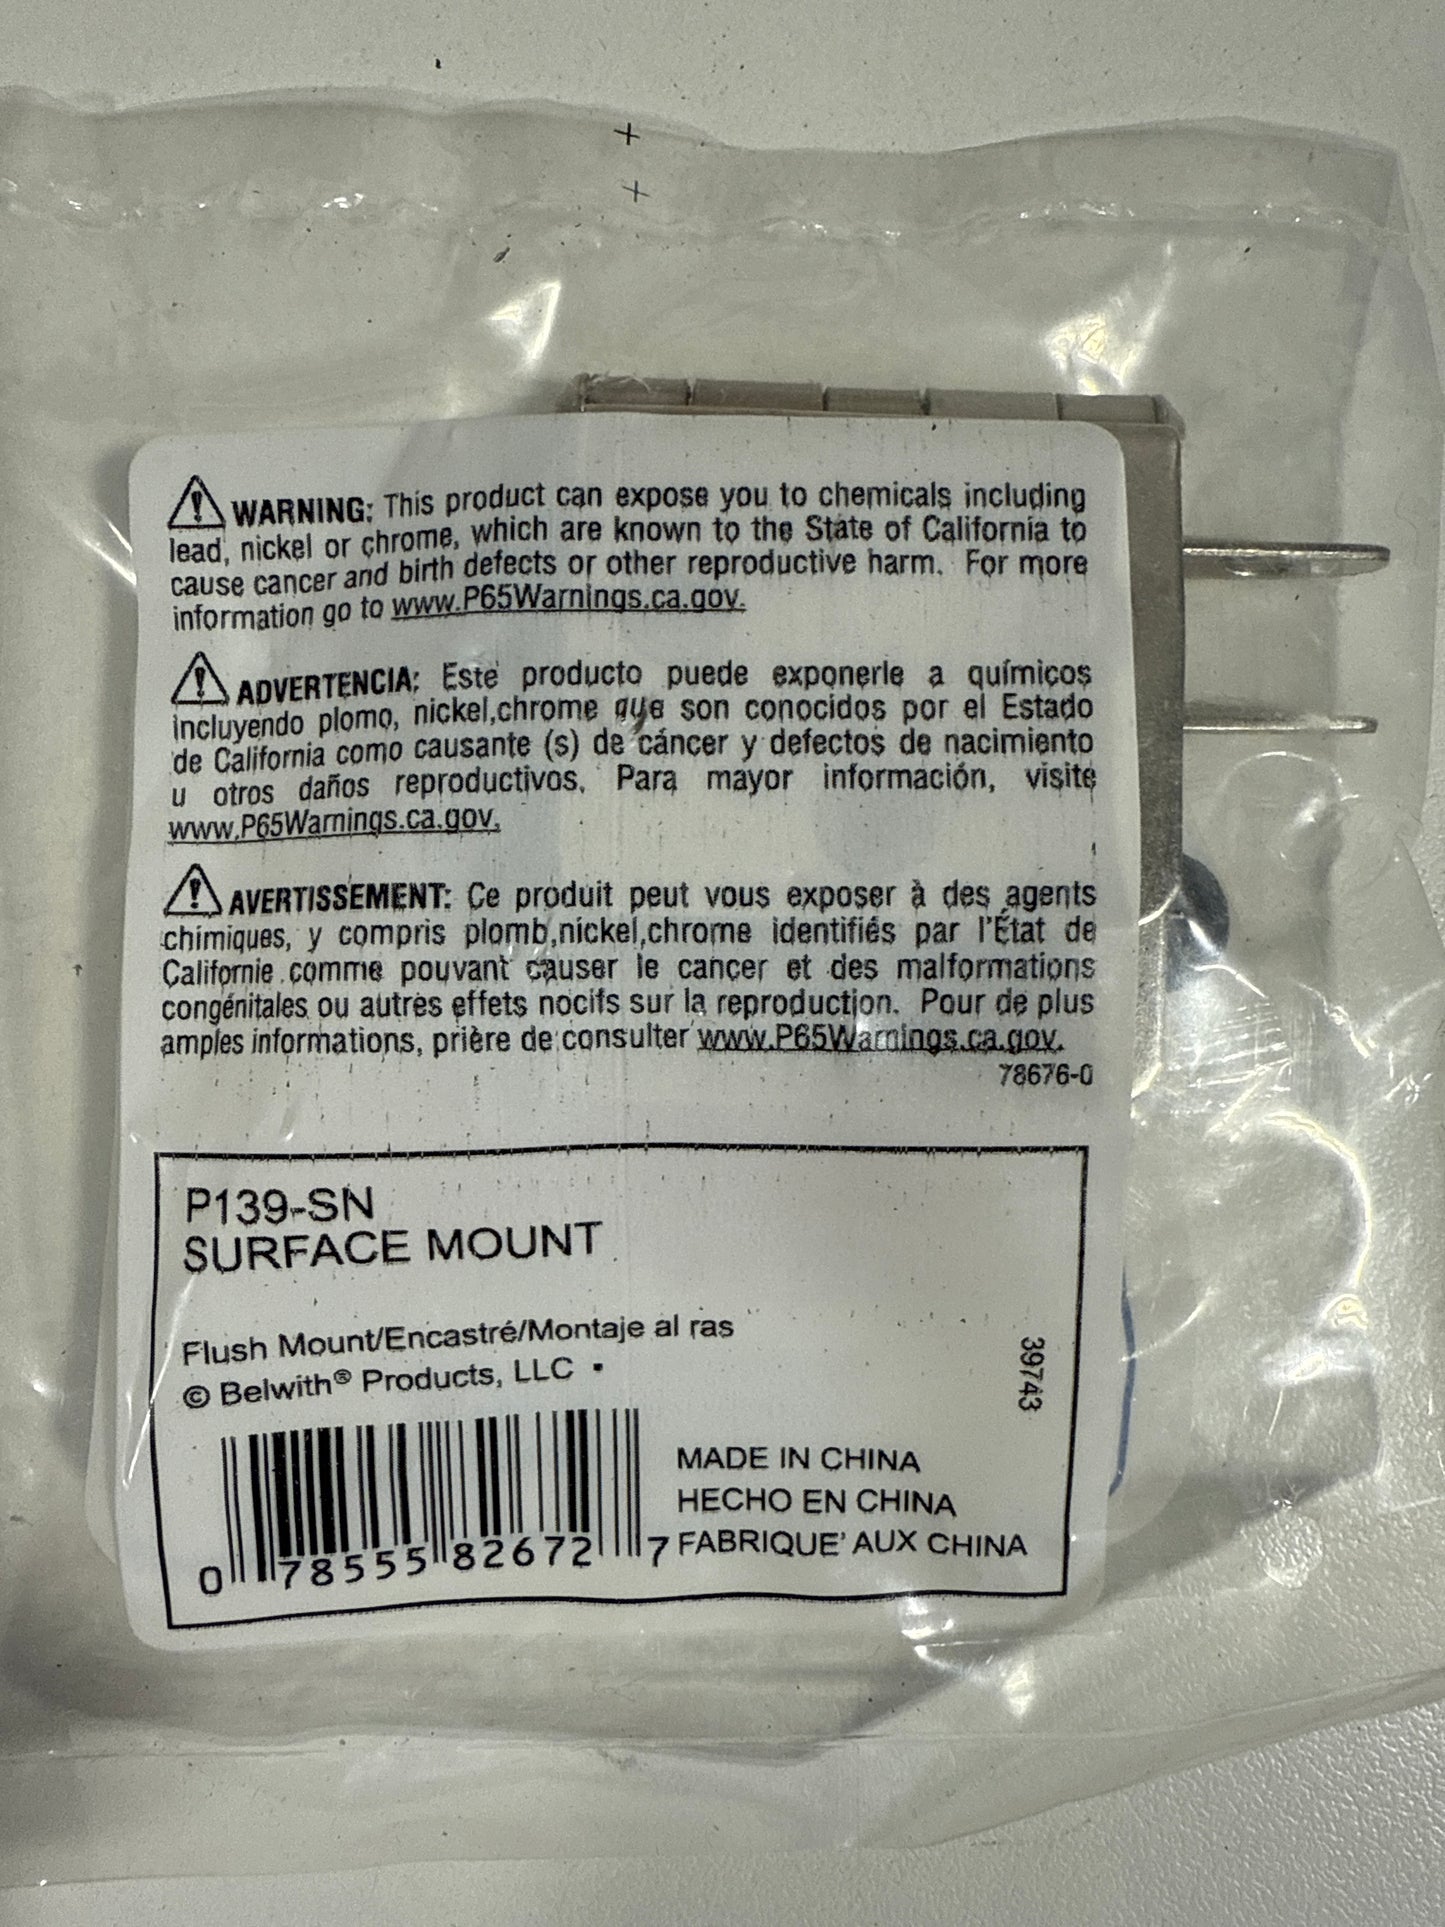 WARNING: This product can expose you to chemicals including
lead, nickel or chrome, which are known to the State of California to
cause cancer and birth defects or other reproductive harm. For more
information go to www.P65Warnings.ca.gov.
ADVERTENCIA: Este producto puede exponerle a químicos
incluyendo plomo, nickel,chrome que son conocidos por el Estado
de California como causante (s) de cáncer y defectos de nacimiento
u otros daños reproductivos. Para mayor información, visite
www.P65Warnings.ca.gov.
AVERTISSEMENT: Ce produit peut vous exposer à des agents
chimiques, y compris plomb,nickel,chrome identifiés par l'État de
Californie comme pouvant causer le cancer et des malformations
congénitales ou autres effets nocifs sur la reproduction. Pour de plus
amples informations, prière de consulter www.P65Warnings.ca.gov.
78676-0
P139-SN
SURFACE MOUNT
Flush Mount/Encastré/Montaje al ras
© Belwith® Products, LLC •
39743
MADE IN CHINA
HECHO EN CHINA
FABRIQUE' AUX CHINA
0 78555 82672 7